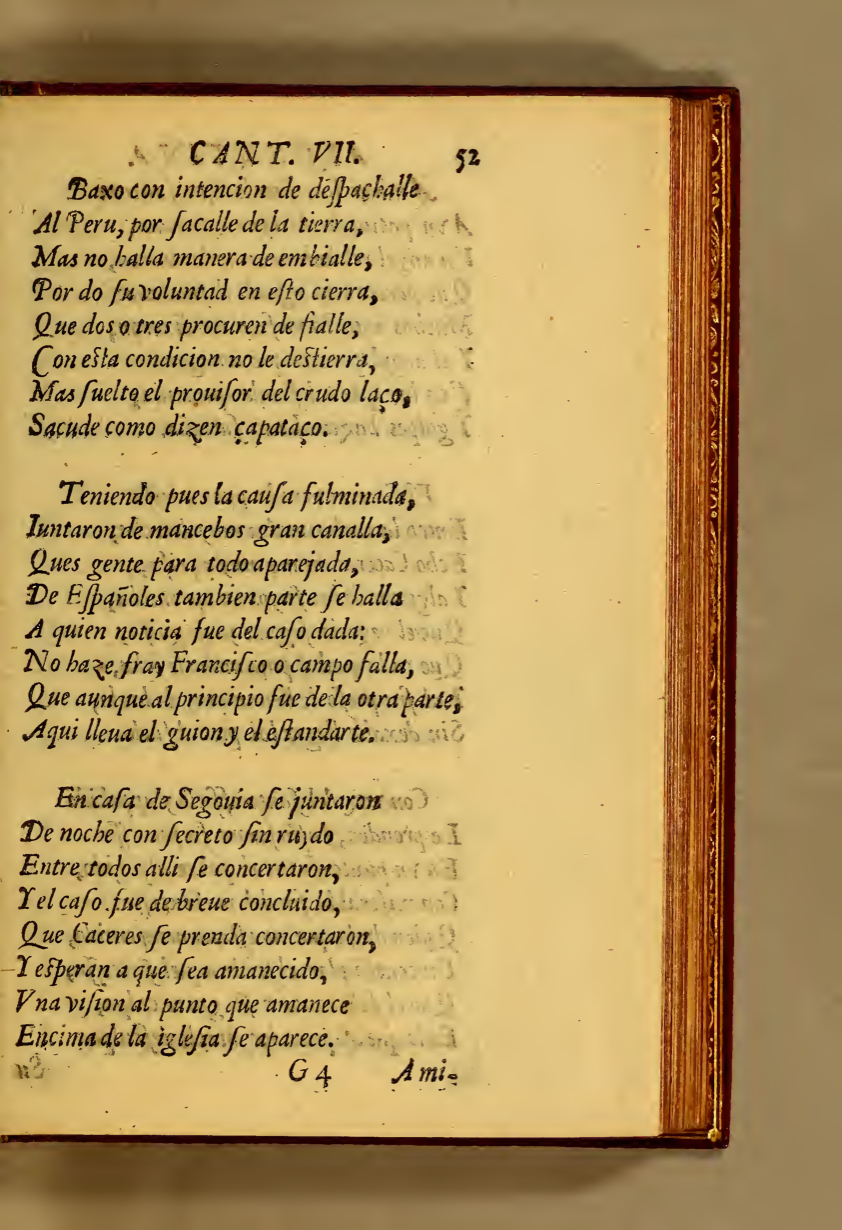 CANT. VII. 52
Baxo con intencion de deſpachalle
Al Peru, por ſacalle de la tierra,
Mas no halla manera de embialle,
Por do ſu voluntad en eſto cierra,
Que dos o tres procuren de fialle,
Con eſta condicion no le deſtierra,
Mas ſuelto el prouiſor del crudo laço,
Sacude como dizen çapataço.
Teniendo pues la cauſa fulminada,
Iuntaron de mancebos gran canalla,
Ques gente para todo aparejada,
De Eſpañoles tambien parte ſe halla
A quien noticia fue del caſo dada:
No haze fray Franciſco o campo falla,
Que aunque al principio fue de la otra parte,
Aqui lleua el guion y el eſtandarte.
En caſa de Segouia ſe juntaron
De noche con ſecreto ſin ruydo
Entre todos alli ſe concertaron,
Y el caſo fue de breue concluido,
Que Caceres ſe prenda concertaron,
Y eſperan a que ſea amanecido,
Vna viſion al punto que amanece
Encima de la igleſia ſe aparece.
G 4 Ami-